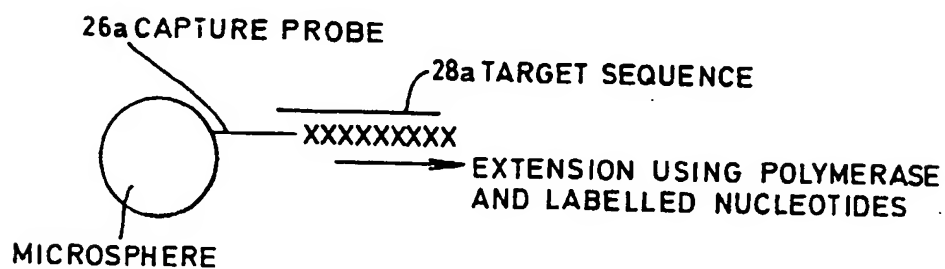 26a CAPTURE PROBE
28a TARGET SEQUENCE
XXXXXXXXX
EXTENSION USING POLYMERASE
AND LABELLED NUCLEOTIDES
MICROSPHERE